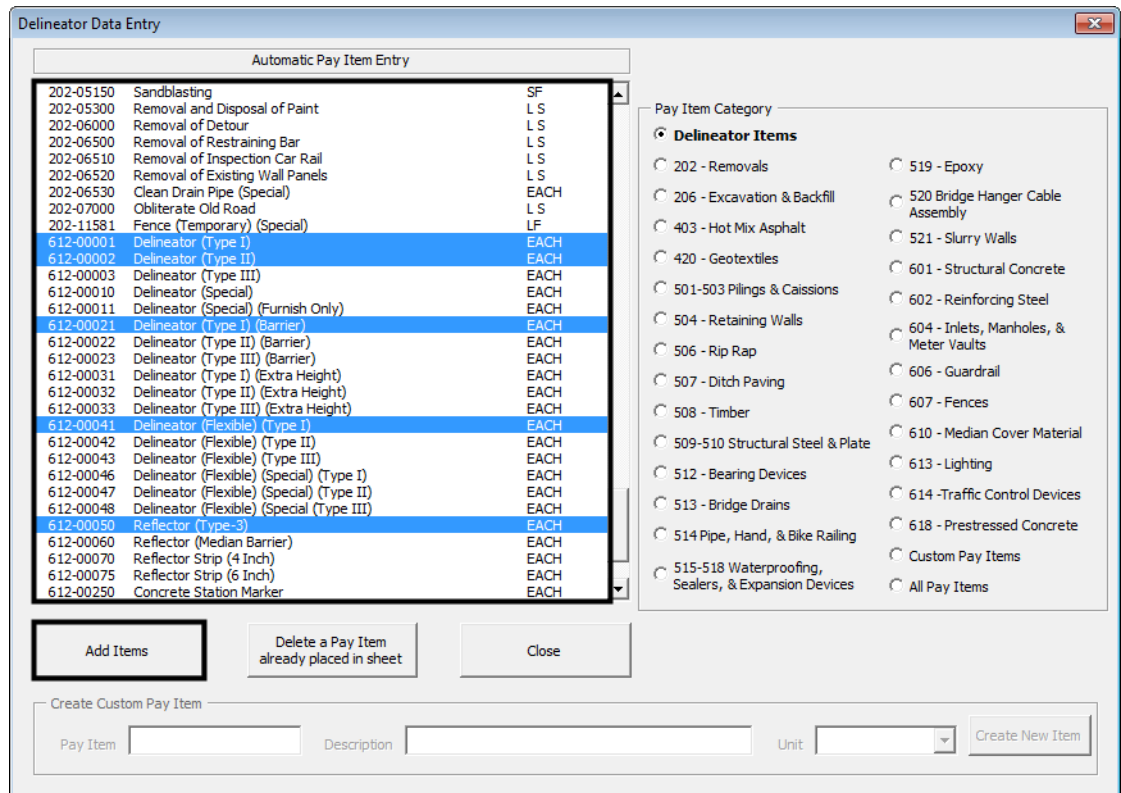 Delineator Data Entry
Automatic Pay Item Entry
202-05150 Sandblasting SF
202-05300 Removal and Disposal of Paint L S
202-06000 Removal of Detour L S
202-06500 Removal of Restraining Bar L S
202-06510 Removal of Inspection Car Rail L S
202-06520 Removal of Existing Wall Panels L S
202-06530 Clean Drain Pipe (Special) EACH
202-07000 Obliterate Old Road L S
202-11581 Fence (Temporary) (Special) LF
612-00001 Delineator (Type I) EACH
612-00002 Delineator (Type II) EACH
612-00003 Delineator (Type III) EACH
612-00010 Delineator (Special) EACH
612-00011 Delineator (Special) (Furnish Only) EACH
612-00021 Delineator (Type I) (Barrier) EACH
612-00022 Delineator (Type II) (Barrier) EACH
612-00023 Delineator (Type III) (Barrier) EACH
612-00031 Delineator (Type I) (Extra Height) EACH
612-00032 Delineator (Type II) (Extra Height) EACH
612-00033 Delineator (Type III) (Extra Height) EACH
612-00041 Delineator (Flexible) (Type I) EACH
612-00042 Delineator (Flexible) (Type II) EACH
612-00043 Delineator (Flexible) (Type III) EACH
612-00046 Delineator (Flexible) (Special) (Type I) EACH
612-00047 Delineator (Flexible) (Special) (Type II) EACH
612-00048 Delineator (Flexible) (Special (Type III) EACH
612-00050 Reflector (Type-3) EACH
612-00060 Reflector (Median Barrier) EACH
612-00070 Reflector Strip (4 Inch) EACH
612-00075 Reflector Strip (6 Inch) EACH
612-00250 Concrete Station Marker EACH
Pay Item Category
Delineator Items
202 - Removals
206 - Excavation & Backfill
403 - Hot Mix Asphalt
420 - Geotextiles
501-503 Pilings & Caissions
504 - Retaining Walls
506 - Rip Rap
507 - Ditch Paving
508 - Timber
509-510 Structural Steel & Plate
512 - Bearing Devices
513 - Bridge Drains
514 Pipe, Hand, & Bike Railing
515-518 Waterproofing,
Sealers, & Expansion Devices
519 - Epoxy
520 Bridge Hanger Cable
Assembly
521 - Slurry Walls
601 - Structural Concrete
602 - Reinforcing Steel
604 - Inlets, Manholes, &
Meter Vaults
606 - Guardrail
607 - Fences
610 - Median Cover Material
613 - Lighting
614 -Traffic Control Devices
618 - Prestressed Concrete
Custom Pay Items
All Pay Items
Add Items
Delete a Pay Item
already placed in sheet
Close
Create Custom Pay Item
Pay Item
Description
Unit
Create New Item